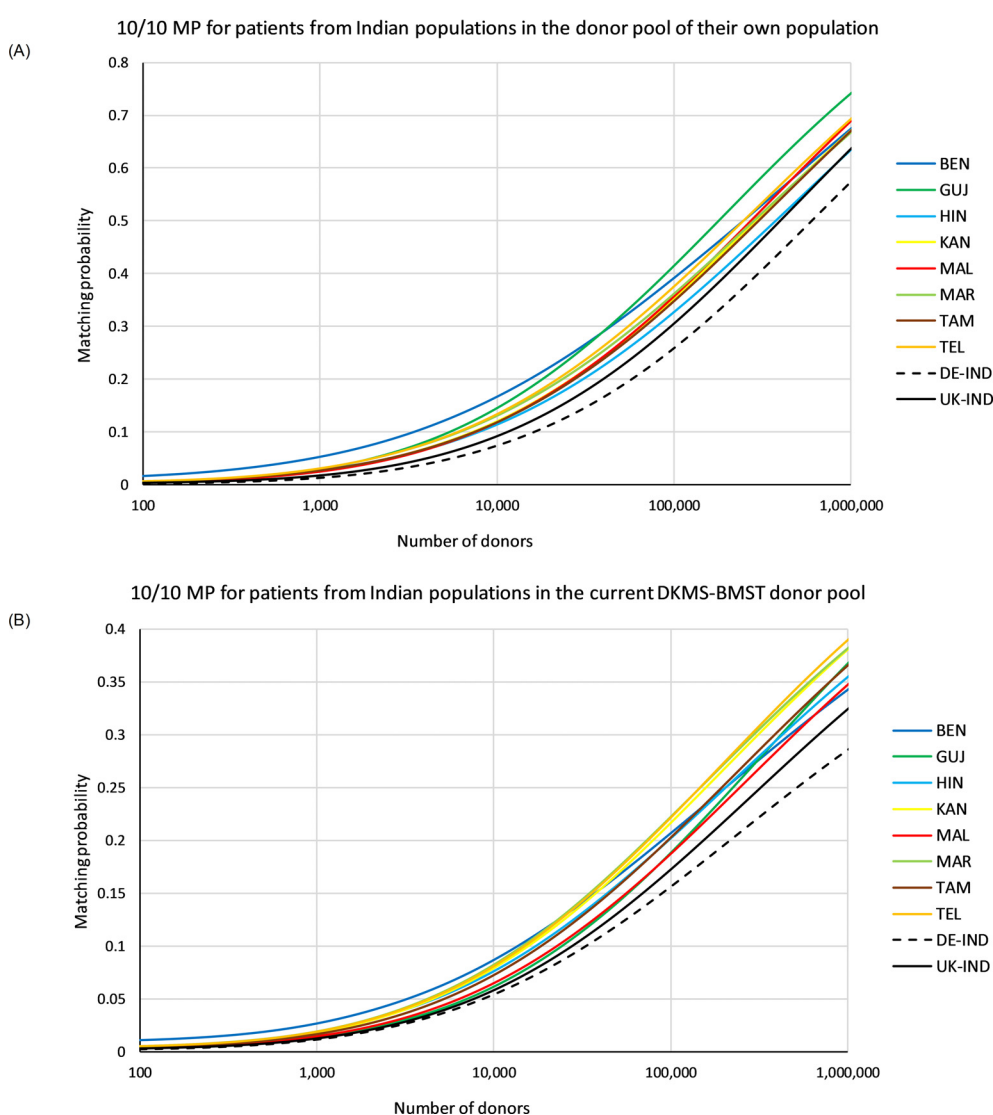 10/10 MP for patients from Indian populations in the donor pool of their own population
(A)
0.8
0.7
0.6
0.5
0.4
0.3
0.2
0.1
0
Matching probability
100
1,000
10,000
100,000
1,000,000
Number of donors
BEN
GUJ
HIN
KAN
MAL
MAR
TAM
TEL
DE-IND
UK-IND
10/10 MP for patients from Indian populations in the current DKMS-BMST donor pool
(B)
0.4
0.35
0.3
0.25
0.2
0.15
0.1
0.05
0
Matching probability
100
1,000
10,000
100,000
1,000,000
Number of donors
BEN
GUJ
HIN
KAN
MAL
MAR
TAM
TEL
DE-IND
UK-IND